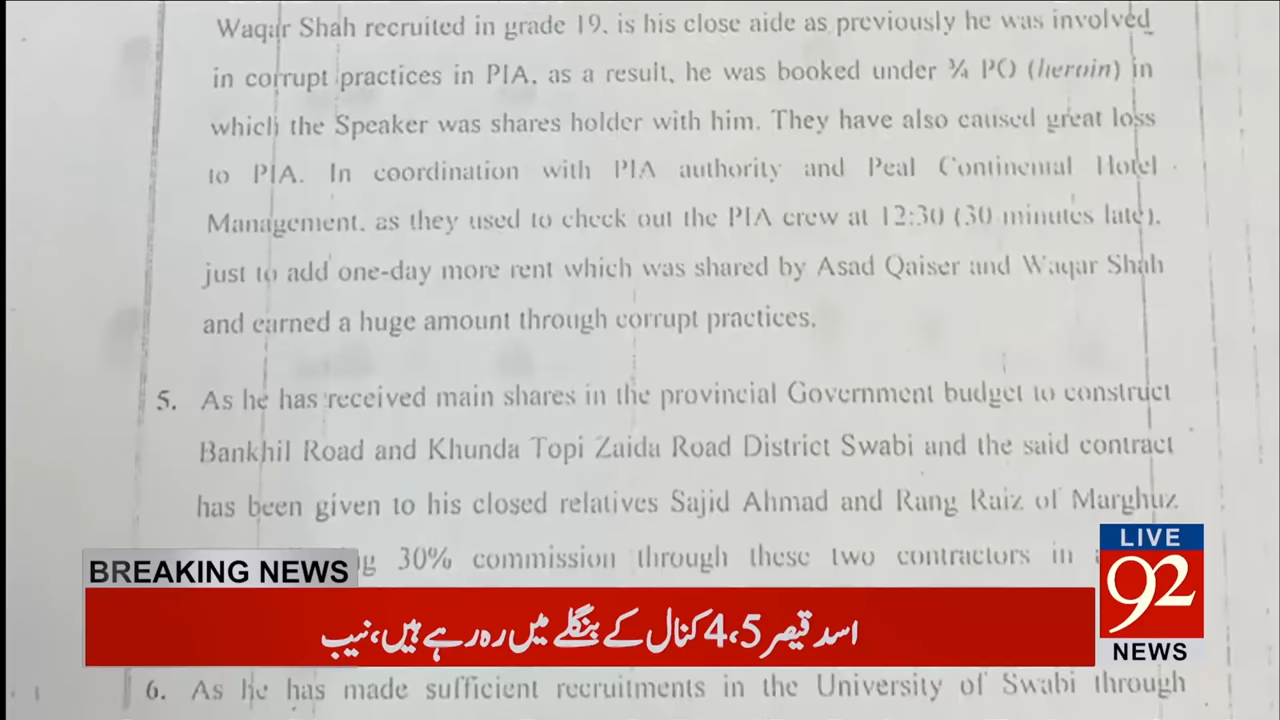 Waqar Shah recruited in grade 19, is his close aide as previously he was involved
in corrupt practices in PIA, as a result, he was booked under ¾ PO (heroin) in
which the Speaker was shares holder with him. They have also caused great loss
to PIA. In coordination with PIA authority and Peal Continental Hotel
Management, as they used to check out the PIA crew at 12:30 (30 minutes late),
just to add one-day more rent which was shared by Asad Qaiser and Waqar Shah
and earned a huge amount through corrupt practices.
5. As he has received main shares in the provincial Government budget to construct
Bankhil Road and Khunda Topi Zaida Road District Swabi and the said contract
has been given to his closed relatives Sajid Ahmad and Rang Raiz of Marghuz
30% commission through these two contractors in
LIVE
92
NEWS
BREAKING NEWS
اسد قیصر 4،5 کنال کے بنگلے میں رہ رہے ہیں، نیب
6. As he has made sufficient recruitments in the University of Swabi through